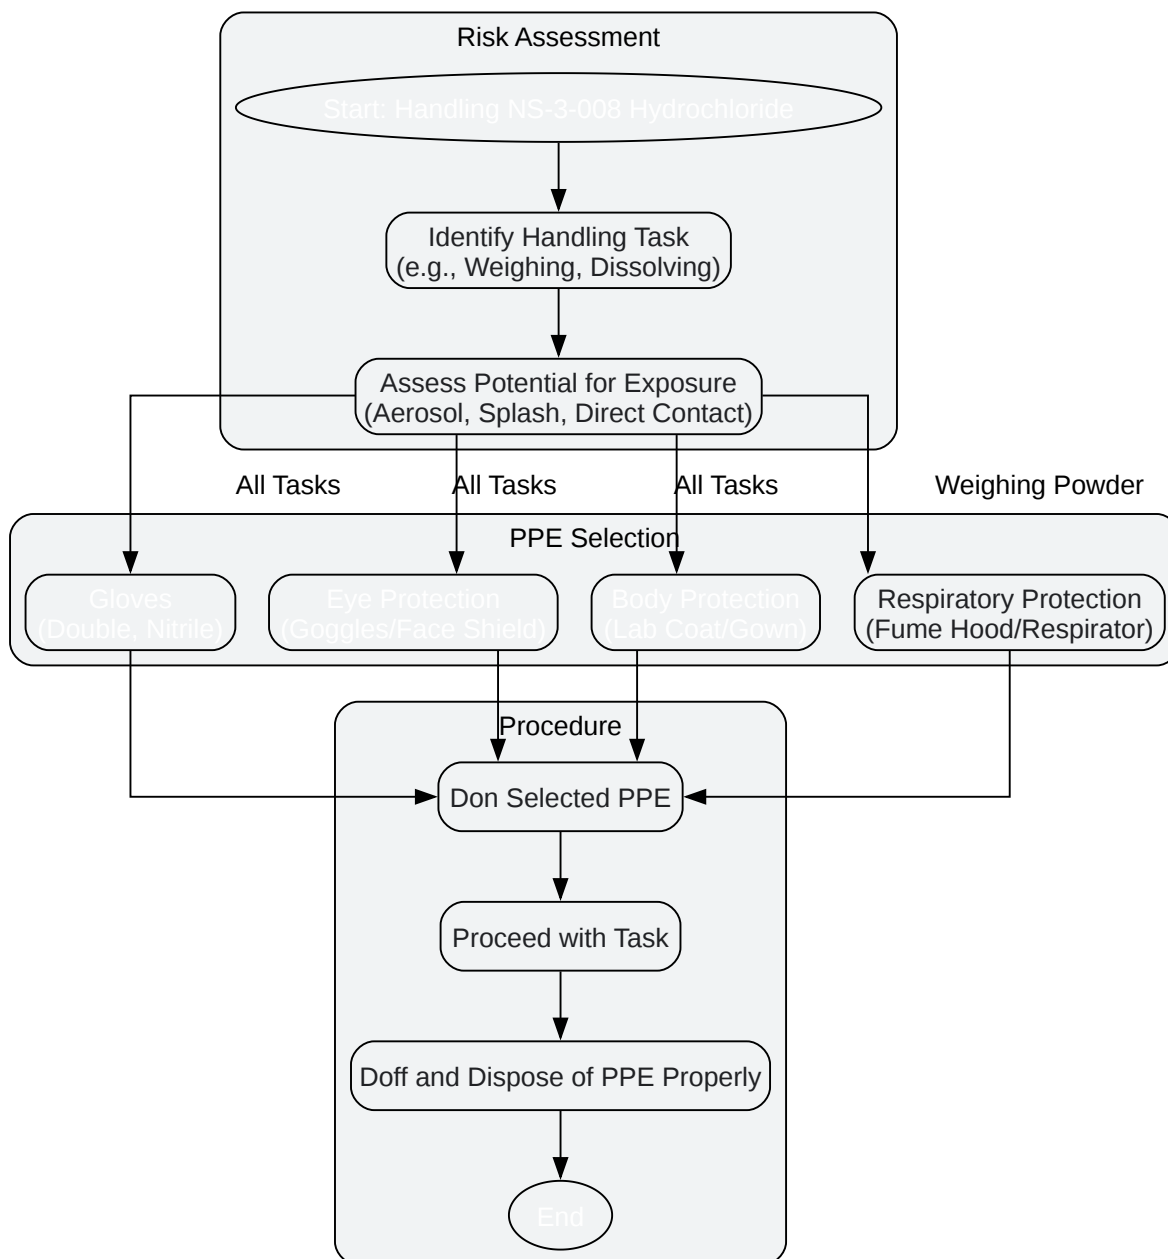 Risk Assessment
Start: Handling NS-3-008 Hydrochloride
Identify Handling Task
(e.g., Weighing, Dissolving)
Assess Potential for Exposure
(Aerosol, Splash, Direct Contact)
All Tasks
All Tasks
All Tasks
Weighing Powder
PPE Selection
Gloves
(Double, Nitrile)
Eye Protection
(Goggles/Face Shield)
Body Protection
(Lab Coat/Gown)
Respiratory Protection
(Fume Hood/Respirator)
Procedure
Don Selected PPE
Proceed with Task
Doff and Dispose of PPE Properly
End